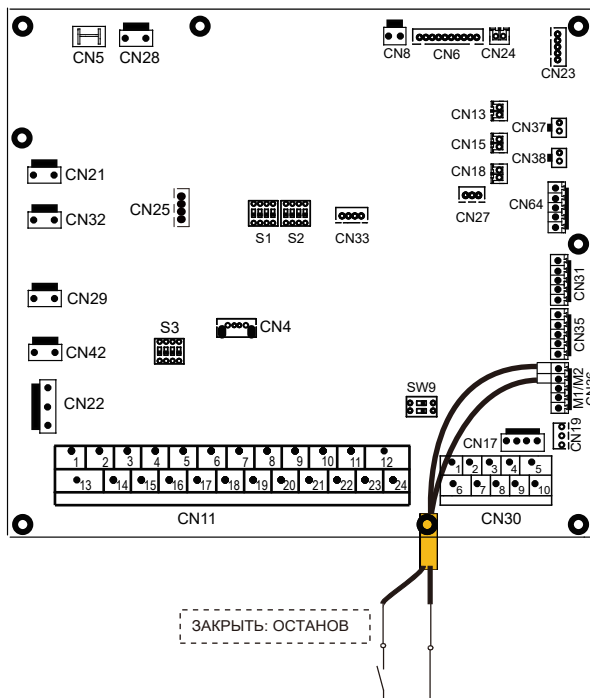 CN5
CN28
CN8
CN6
CN24
CN23
CN13
CN37
CN15
CN38
CN18
CN21
CN32
CN25
S1
S2
CN33
CN27
CN64
CN31
CN29
CN4
CN35
S3
CN42
CN22
SW9
M1/M2
CN36
CN17
CN19
1 2 3 4 5 6 7 8 9 10 11 12
13 14 15 16 17 18 19 20 21 22 23 24
CN11
1 2 3 4 5
6 7 8 9 10
CN30
ЗАКРЫТЬ: ОСТАНОВ